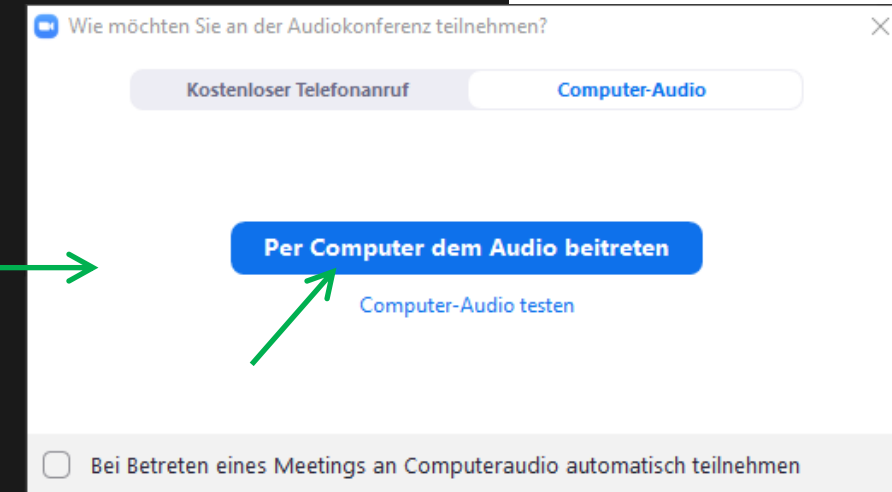 Wie möchten Sie an der Audiokonferenz teilnehmen?
Kostenloser Telefonanruf Computer-Audio
Per Computer dem Audio beitreten
Computer-Audio testen
Bei Betreten eines Meetings an Computeraudio automatisch teilnehmen